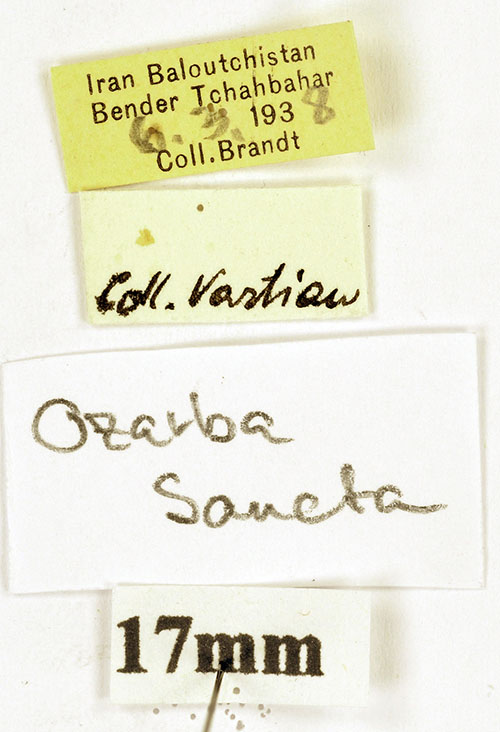 Iran Baloutchistan
Bender Tchahbahar
6.3. 1938
Coll.Brandt
Coll. Vartian
Ozarba
Sancta
17mm